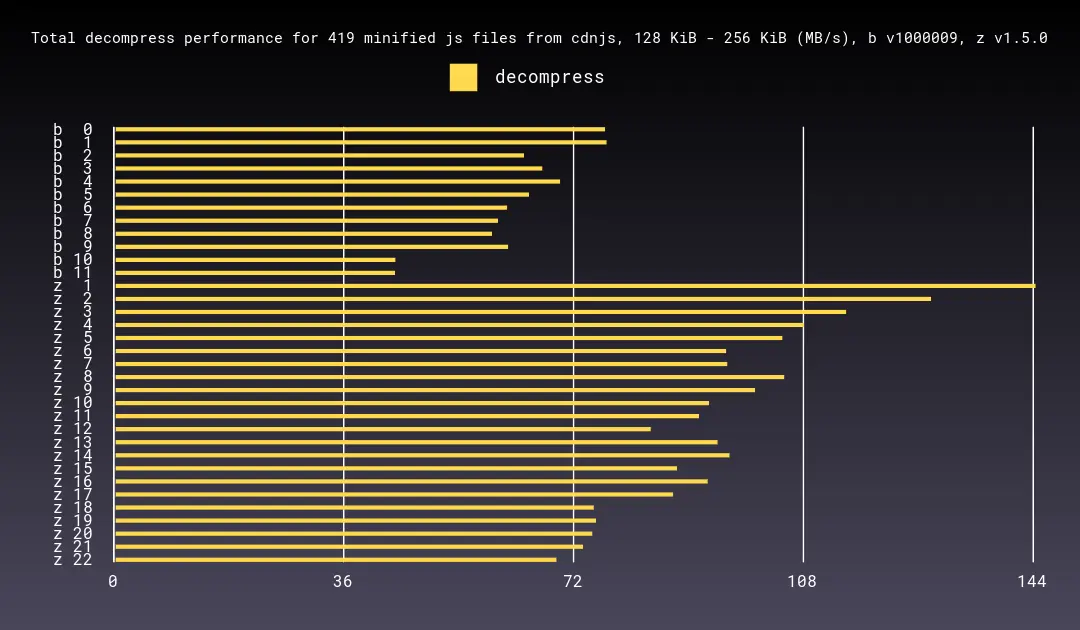 Total decompress performance for 419 minified js files from cdnjs, 128 KiB - 256 KiB (MB/s), b v1000009, z v1.5.0
decompress
b 0
b 1
b 2
b 3
b 4
b 5
b 6
b 7
b 8
b 9
b 10
b 11
z 1
z 2
z 3
z 4
z 5
z 6
z 7
z 8
z 9
z 10
z 11
z 12
z 13
z 14
z 15
z 16
z 17
z 18
z 19
z 20
z 21
z 22
0 36 72 108 144